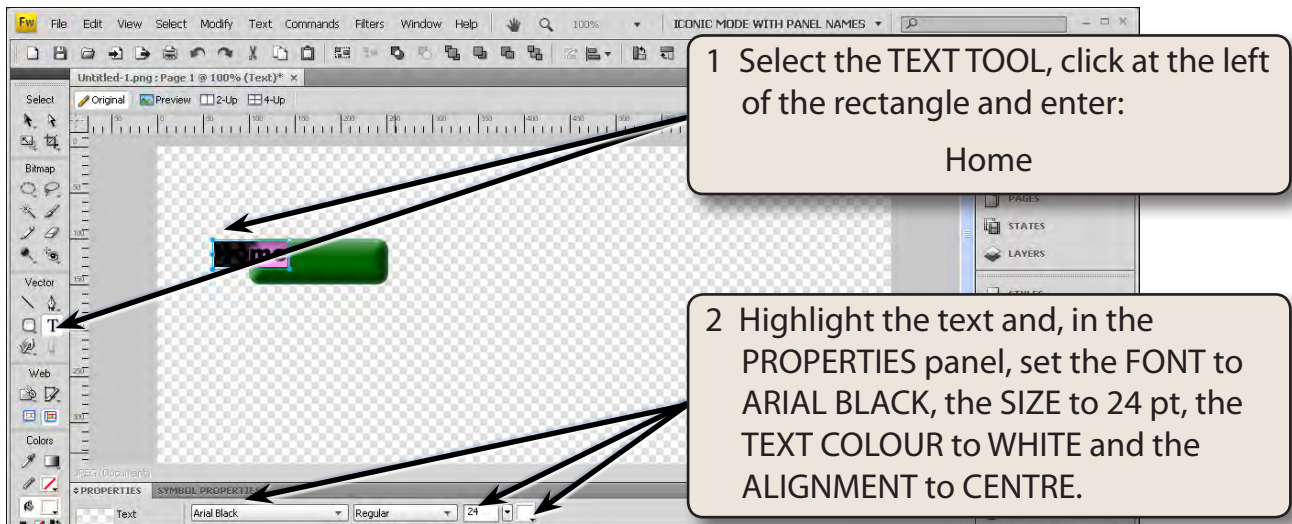 Fw File Edit View Select Modify Text Commands Filters Window Help 100% ICONIC MODE WITH PANEL NAMES
Untitled-1.png : Page 1 @ 100% (Text)* ×
Select Original Preview 2-Up 4-Up
1 Select the TEXT TOOL, click at the left
of the rectangle and enter:
Home
Bitmap
PAGES
STATES
LAYERS
Vector
2 Highlight the text and, in the
PROPERTIES panel, set the FONT to
ARIAL BLACK, the SIZE to 24 pt, the
TEXT COLOUR to WHITE and the
ALIGNMENT to CENTRE.
Web
Colors
JPEG (Document)
PROPERTIES SYMBOL PROPERTIES
Text Arial Black Regular 24